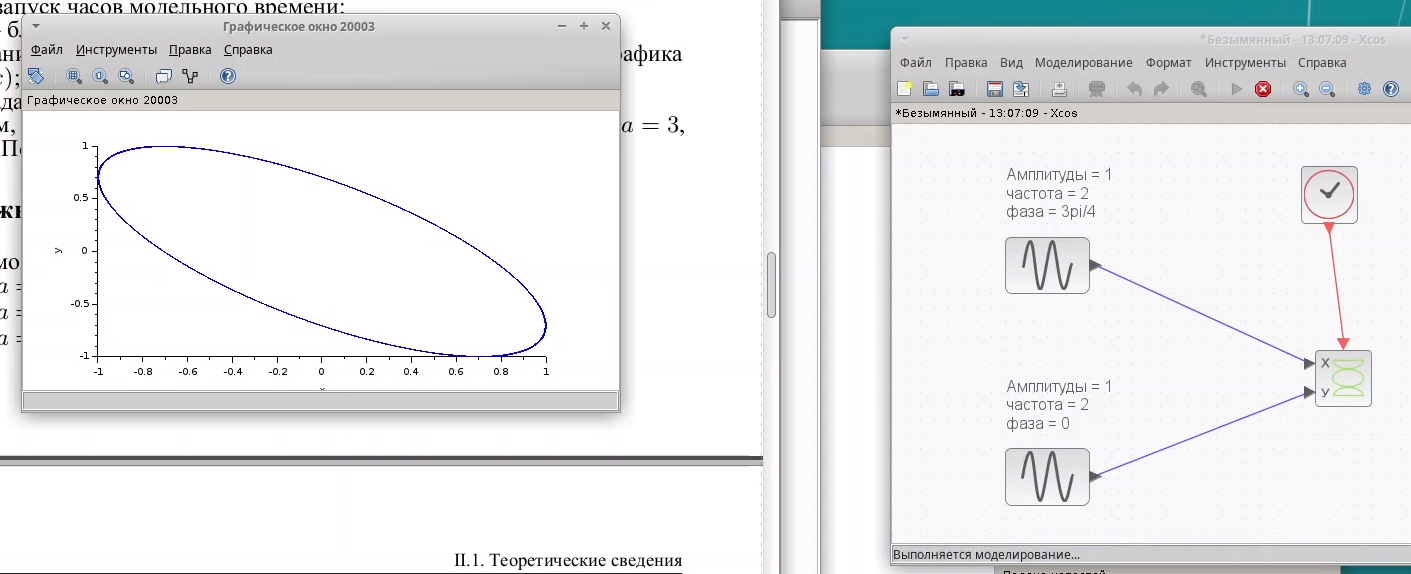 запуск часов модельного времени;
Графическое окно 20003
Файл Инструменты Правка Справка
Графическое окно 20003
графика
a = 3,
1
0.5
0
-0.5
-1
y
-1 -0.8 -0.6 -0.4 -0.2 0 0.2 0.4 0.6 0.8 1
II.1. Теоретические сведения
*Безымянный - 13:07:09 - Xcos
Файл Правка Вид Моделирование Формат Инструменты Справка
*Безымянный - 13:07:09 - Xcos
Амплитуды = 1
частота = 2
фаза = 3pi/4
X
У
Амплитуды = 1
частота = 2
фаза = 0
Выполняется моделирование...